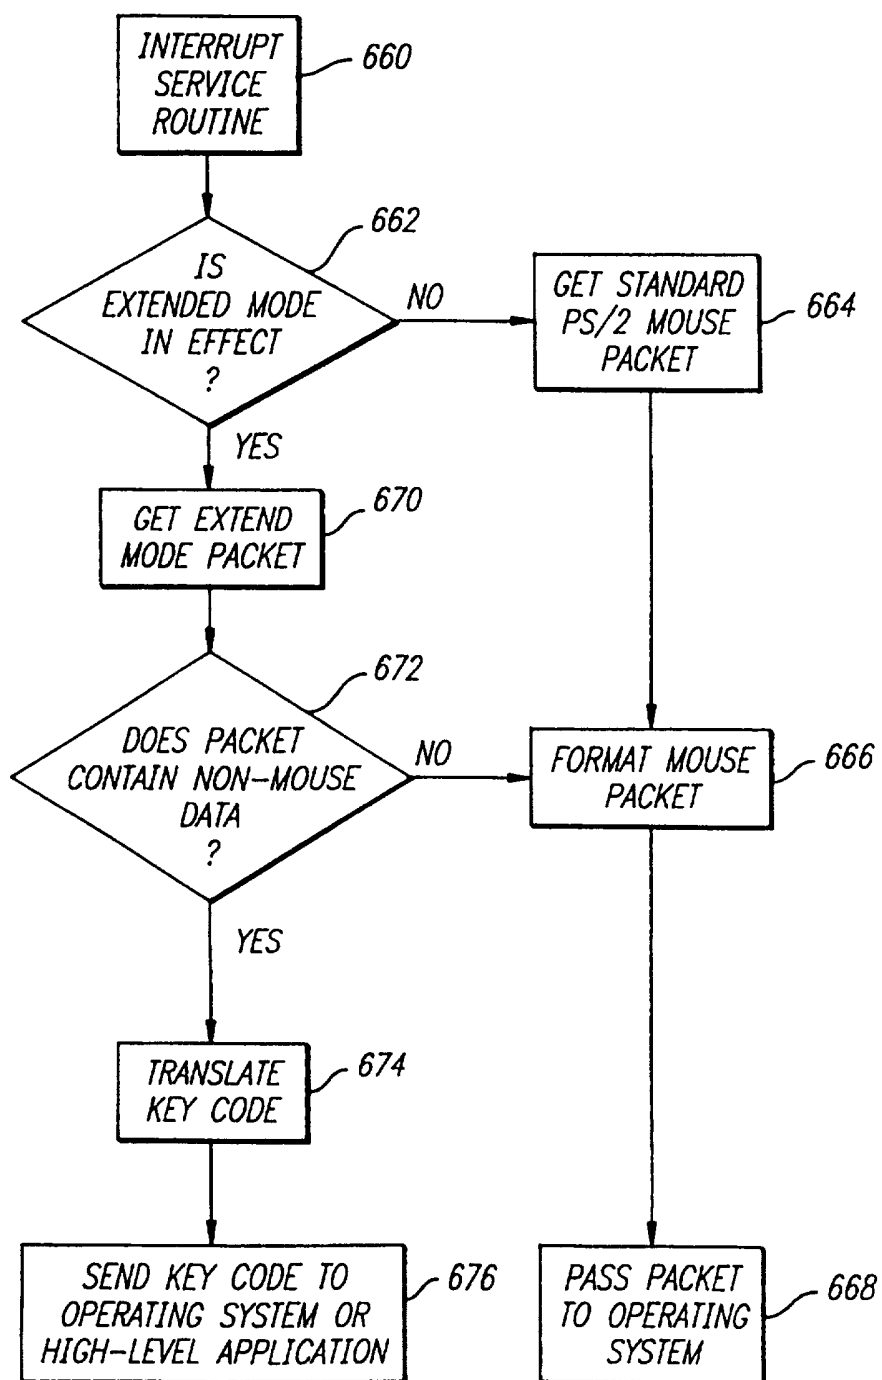 INTERRUPT
SERVICE
ROUTINE
660
662
IS
EXTENDED MODE
IN EFFECT
?
NO
GET STANDARD
PS/2 MOUSE
PACKET
664
YES
GET EXTEND
MODE PACKET
670
672
DOES PACKET
CONTAIN NON-MOUSE
DATA
?
NO
FORMAT MOUSE
PACKET
666
YES
TRANSLATE
KEY CODE
674
SEND KEY CODE TO
OPERATING SYSTEM OR
HIGH-LEVEL APPLICATION
676
PASS PACKET
TO OPERATING
SYSTEM
668